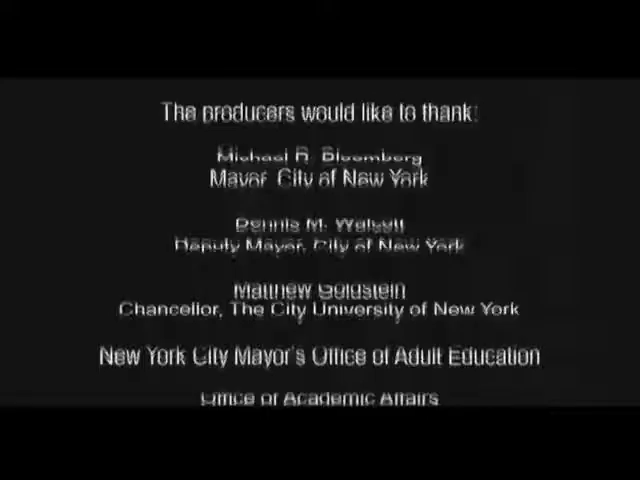 The producers would like to thank:
Michael R. Bloomberg
Mayor, City of New York
Dennis M. Walcott
Deputy Mayor, City of New York
Matthew Goldstein
Chancellor, The City University of New York
New York City Mayor's Office of Adult Education
Office of Academic Affairs